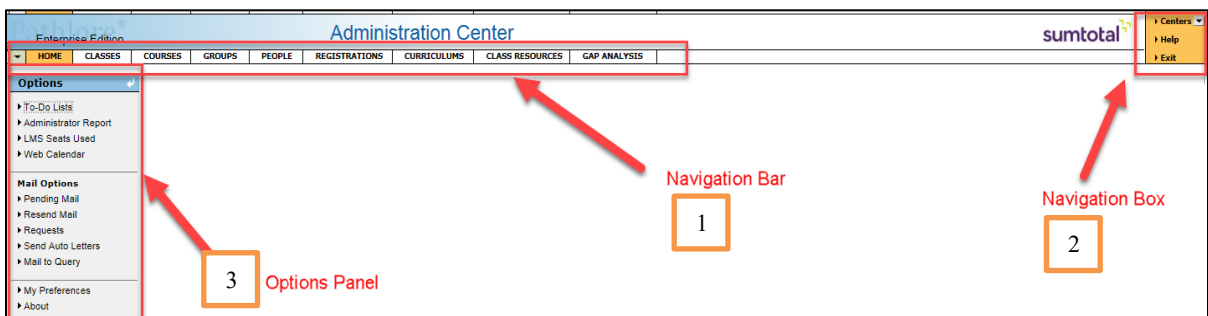 Pathlore®
Enterprise Edition
Administration Center
sumtotal
Centers
Help
Exit
HOME CLASSES COURSES GROUPS PEOPLE REGISTRATIONS CURRICULUMS CLASS RESOURCES GAP ANALYSIS
Options
To-Do Lists
Administrator Report
LMS Seats Used
Web Calendar
Mail Options
Pending Mail
Resend Mail
Requests
Send Auto Letters
Mail to Query
My Preferences
About
Navigation Bar
1
Navigation Box
2
3
Options Panel